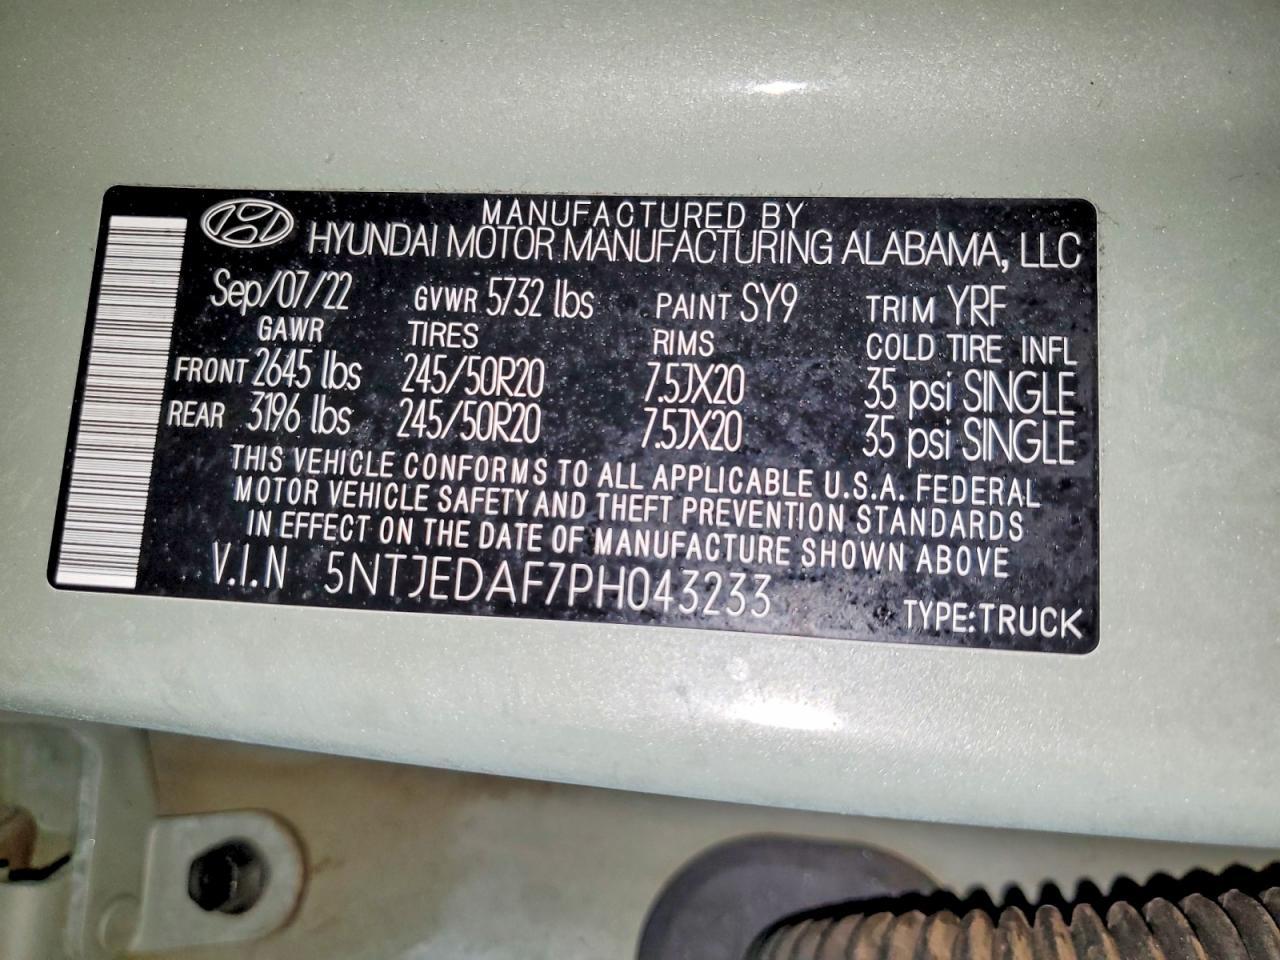 MANUFACTURED BY
HYUNDAI MOTOR MANUFACTURING ALABAMA, LLC
Sep/07/22 GVWR 5732 lbs PAINT SY9 TRIM YRF
GAWR TIRES RIMS COLD TIRE INFL
FRONT 2645 lbs 245/50R20 7.5JX20 35 psi SINGLE
REAR 3196 lbs 245/50R20 7.5JX20 35 psi SINGLE
THIS VEHICLE CONFORMS TO ALL APPLICABLE U.S.A. FEDERAL
MOTOR VEHICLE SAFETY AND THEFT PREVENTION STANDARDS
IN EFFECT ON THE DATE OF MANUFACTURE SHOWN ABOVE
V.I.N 5NTJEDAF7PH043233
TYPE:TRUCK